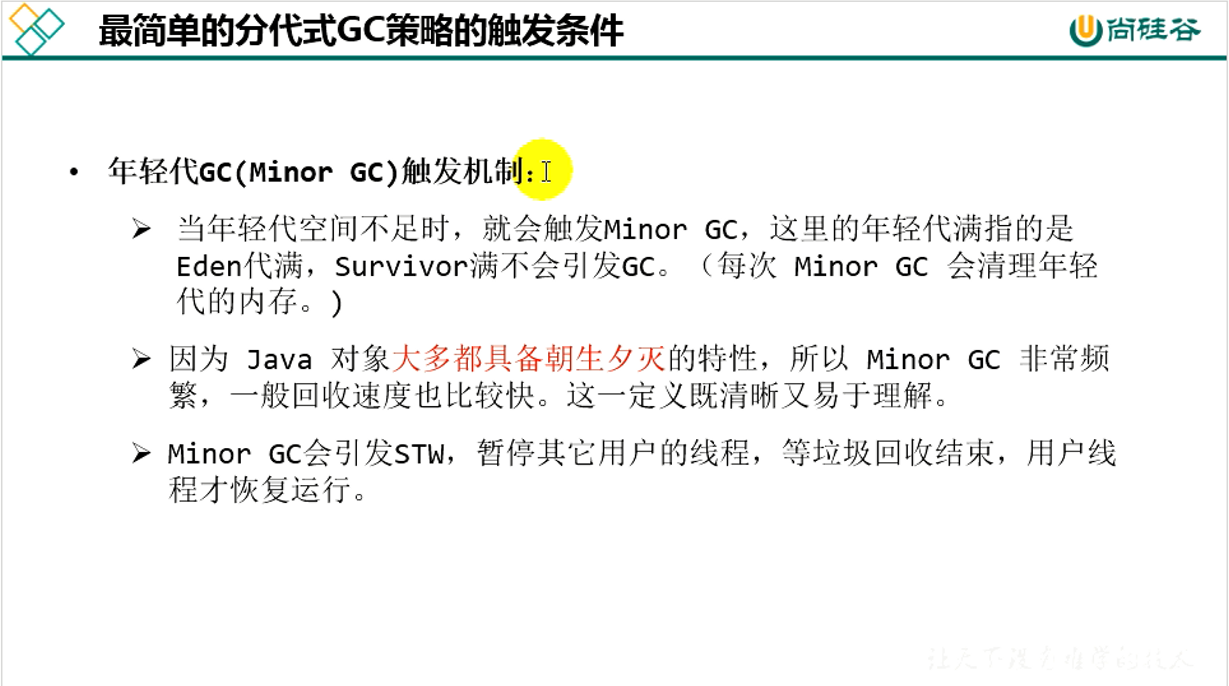 最简单的分代式GC策略的触发条件
尚硅谷
• 年轻代GC(Minor GC)触发机制:
➢ 当年轻代空间不足时，就会触发Minor GC，这里的年轻代满指的是
Eden代满，Survivor满不会引发GC。（每次 Minor GC 会清理年轻
代的内存。)
➢ 因为 Java 对象大多都具备朝生夕灭的特性，所以 Minor GC 非常频
繁，一般回收速度也比较快。这一定义既清晰又易于理解。
➢ Minor GC会引发STW，暂停其它用户的线程，等垃圾回收结束，用户线
程才恢复运行。
让天下没有难学的技术